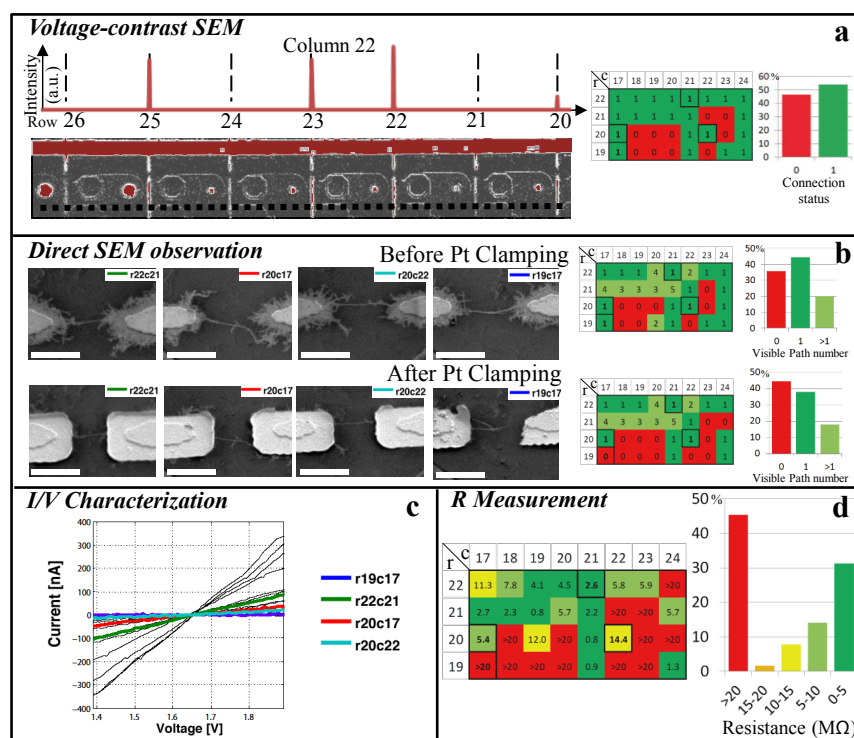 Voltage-contrast SEM
a
Intensity
(a.u.)
Column 22
Row 26 25 24 23 22 21 20
r c 17 18 19 20 21 22 23 24
22 1 1 1 1 1 1 1 1
21 1 1 1 1 1 1 0 0
20 1 0 0 0 1 1 0 1
19 1 0 0 0 1 1 1 1
60 %
50
40
30
20
10
0
0 1
Connection
status
Direct SEM observation
b
Before Pt Clamping
r22c21 r20c17 r20c22 r19c17
r c 17 18 19 20 21 22 23 24
22 1 1 1 4 1 2 1 1
21 4 3 3 3 5 1 0 1
20 1 0 0 0 1 1 0 1
19 1 0 0 2 1 0 1 1
50%
40
30
20
10
0
0 1 >1
Visible Path number
After Pt Clamping
r22c21 r20c17 r20c22 r19c17
r c 17 18 19 20 21 22 23 24
22 1 1 1 4 1 2 1 1
21 4 3 3 3 5 1 0 0
20 1 0 0 0 1 1 0 1
19 0 0 0 0 1 0 0 1
50%
40
30
20
10
0
0 1 >1
Visible Path number
I/V Characterization
c
Current [nA]
400
300
200
100
0
−100
−200
−300
−400
1.4 1.5 1.6 1.7 1.8
Voltage [V]
r19c17
r22c21
r20c17
r20c22
R Measurement
d
r c 17 18 19 20 21 22 23 24
22 11.3 7.8 4.1 4.5 2.6 5.8 5.9 >20
21 2.7 2.3 0.8 5.7 2.2 >20 >20 5.7
20 5.4 >20 12.0 >20 0.8 14.4 >20 >20
19 >20 >20 >20 >20 0.9 >20 >20 1.3
50 %
40
30
20
10
0
>20 15-20 10-15 5-10 0-5
Resistance (MΩ)